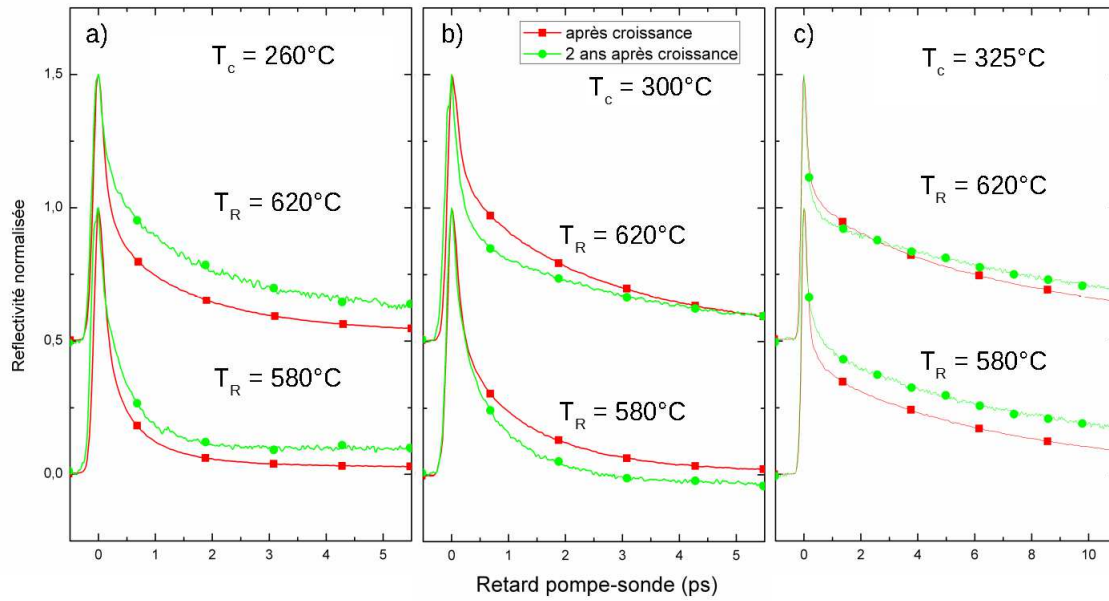 a)
T_c = 260°C
T_R = 620°C
T_R = 580°C
b)
après croissance
2 ans après croissance
T_c = 300°C
T_R = 620°C
T_R = 580°C
c)
T_c = 325°C
T_R = 620°C
T_R = 580°C
Reflectivité normalisée
1,5
1,0
0,5
0,0
0 1 2 3 4 5
0 1 2 3 4 5
0 2 4 6 8 10
Retard pompe-sonde (ps)